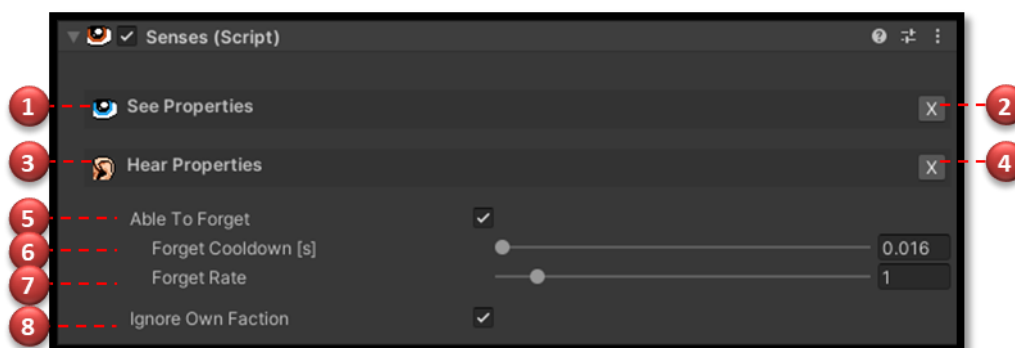 Senses (Script)
1 See Properties X 2
3 Hear Properties X 4
5 Able To Forget
6 Forget Cooldown [s] 0.016
7 Forget Rate 1
8 Ignore Own Faction